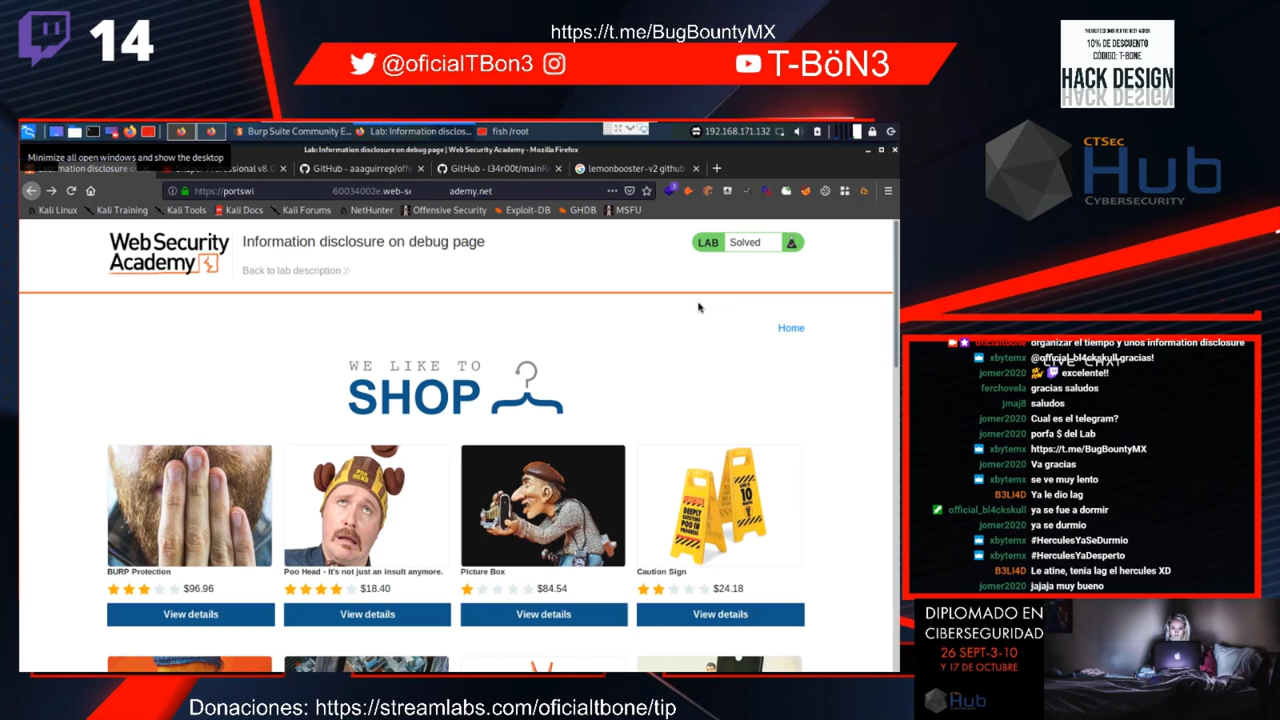 14
https://t.me/BugBountyMX
@oficialTBon3
T-BöN3
10% DE DESCUENTO
CÓDIGO: T-BONE
HACK DESIGN
CTSec
Hub
CYBERSECURITY
Burp Suite Community E...
Lab: Information disclos...
fish /root
192.168.171.132
Lab: Information disclosure on debug page | Web Security Academy - Mozilla Firefox
Minimize all open windows and show the desktop
GitHub - aaaguirrep/offe
GitHub - l34r00t/mainRe
lemonbooster-v2 github
https://portswi 60034002e.web-s ademy.net
Kali Linux
Kali Training
Kali Tools
Kali Docs
Kali Forums
NetHunter
Offensive Security
Exploit-DB
GHDB
MSFU
Web Security
Academy
Information disclosure on debug page
Back to lab description
LAB Solved
Home
WE LIKE TO
SHOP
BURP Protection
$96.96
View details
Poo Head - It's not just an insult anymore.
$18.40
View details
Picture Box
$84.54
View details
Caution Sign
$24.18
View details
oficialtbone organizar el tiempo y unos information disclosure
xbytemx @official_bl4ckskull gracias!
LIVE CHAT
jomer2020 excelente!!
ferchovela gracias saludos
jmaj8 saludos
jomer2020 Cual es el telegram?
jomer2020 porfa $ del Lab
xbytemx https://t.me/BugBountyMX
jomer2020 Va gracias
xbytemx se ve muy lento
B3LI4D Ya le dio lag
official_bl4ckskull ya se fue a dormir
jomer2020 ya se durmio
xbytemx #HerculesYaSeDurmio
xbytemx #HerculesYaDesperto
B3LI4D Le atine, tenia lag el hercules XD
jomer2020 jajaja muy bueno
DIPLOMADO EN
CIBERSEGURIDAD
26 SEPT-3-10
Y 17 DE OCTUBRE
Hub
Donaciones: https://streamlabs.com/oficialtbone/tip